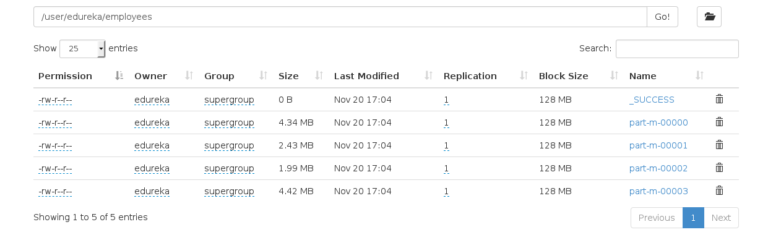 /user/edureka/employees Go!
Show 25 entries Search:
Permission Owner Group Size Last Modified Replication Block Size Name
-rw-r--r-- edureka supergroup 0 B Nov 20 17:04 1 128 MB _SUCCESS
-rw-r--r-- edureka supergroup 4.34 MB Nov 20 17:04 1 128 MB part-m-00000
-rw-r--r-- edureka supergroup 2.43 MB Nov 20 17:04 1 128 MB part-m-00001
-rw-r--r-- edureka supergroup 1.99 MB Nov 20 17:04 1 128 MB part-m-00002
-rw-r--r-- edureka supergroup 4.42 MB Nov 20 17:04 1 128 MB part-m-00003
Showing 1 to 5 of 5 entries Previous 1 Next